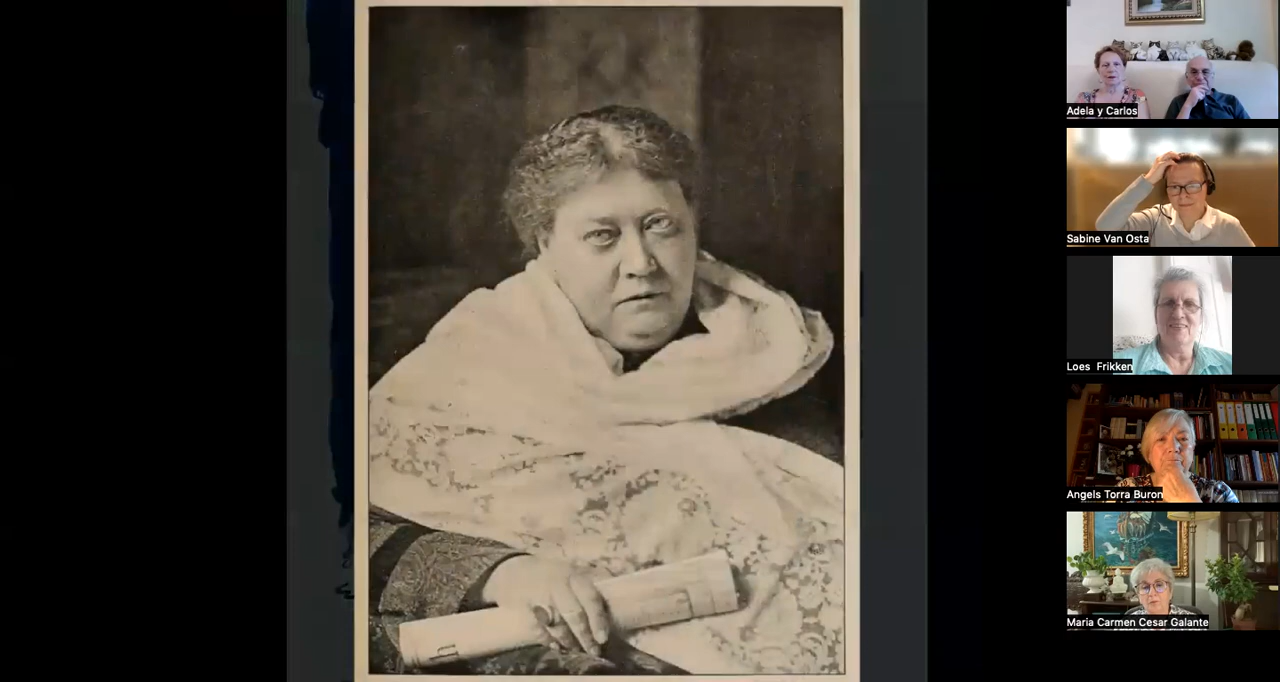 Adela y Carlos
Sabine Van Osta
Loes Frikken
Angels Torra Buron
Maria Carmen Cesar Galante